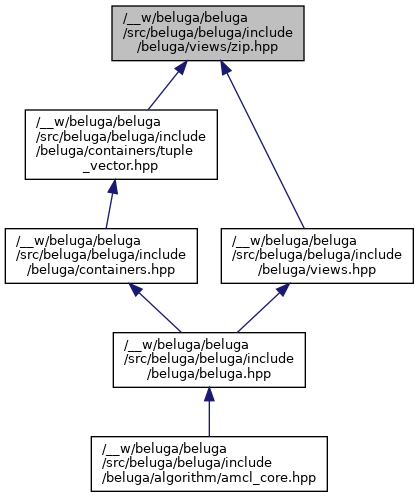 /__w/beluga/beluga
/src/beluga/beluga/include
/beluga/views/zip.hpp
/__w/beluga/beluga
/src/beluga/beluga/include
/beluga/containers/tuple
_vector.hpp
/__w/beluga/beluga
/src/beluga/beluga/include
/beluga/containers.hpp
/__w/beluga/beluga
/src/beluga/beluga/include
/beluga/views.hpp
/__w/beluga/beluga
/src/beluga/beluga/include
/beluga/beluga.hpp
/__w/beluga/beluga
/src/beluga/beluga/include
/beluga/algorithm/amcl_core.hpp